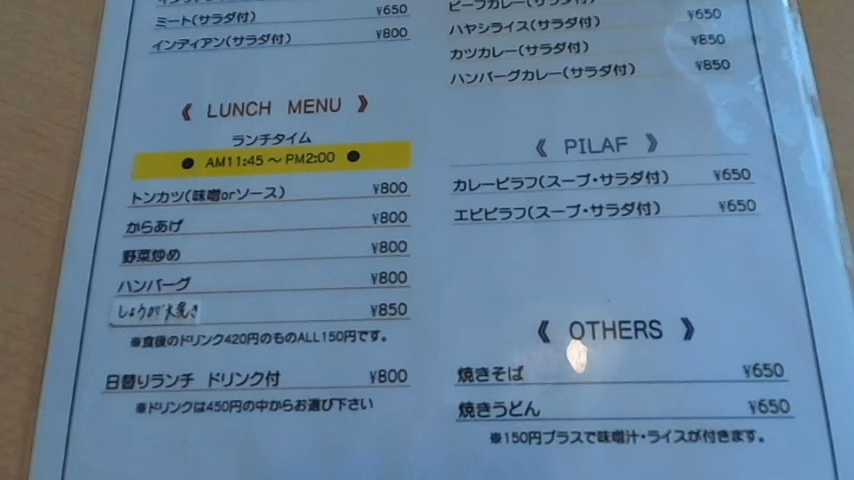 ミート(サラダ付) ¥650
インディアン(サラダ付) ¥800
《 LUNCH MENU 》
ランチタイム
● AM11:45 ～ PM2:00 ●
トンカツ(味噌orソース) ¥800
からあげ ¥800
野菜炒め ¥800
ハンバーグ ¥800
しょうが焼き ¥850
※食後のドリンク420円のものALL150円です。
日替りランチ ドリンク付 ¥800
※ドリンクは450円の中からお選び下さい
ビーフカレー(サラダ付)
ハヤシライス(サラダ付) ¥650
カツカレー(サラダ付) ¥850
ハンバーグカレー(サラダ付) ¥850
《 PILAF 》
カレーピラフ(スープ・サラダ付) ¥650
エビピラフ(スープ・サラダ付) ¥650
《 OTHERS 》
焼きそば ¥650
焼きうどん ¥650
※150円プラスで味噌汁・ライスが付きます。